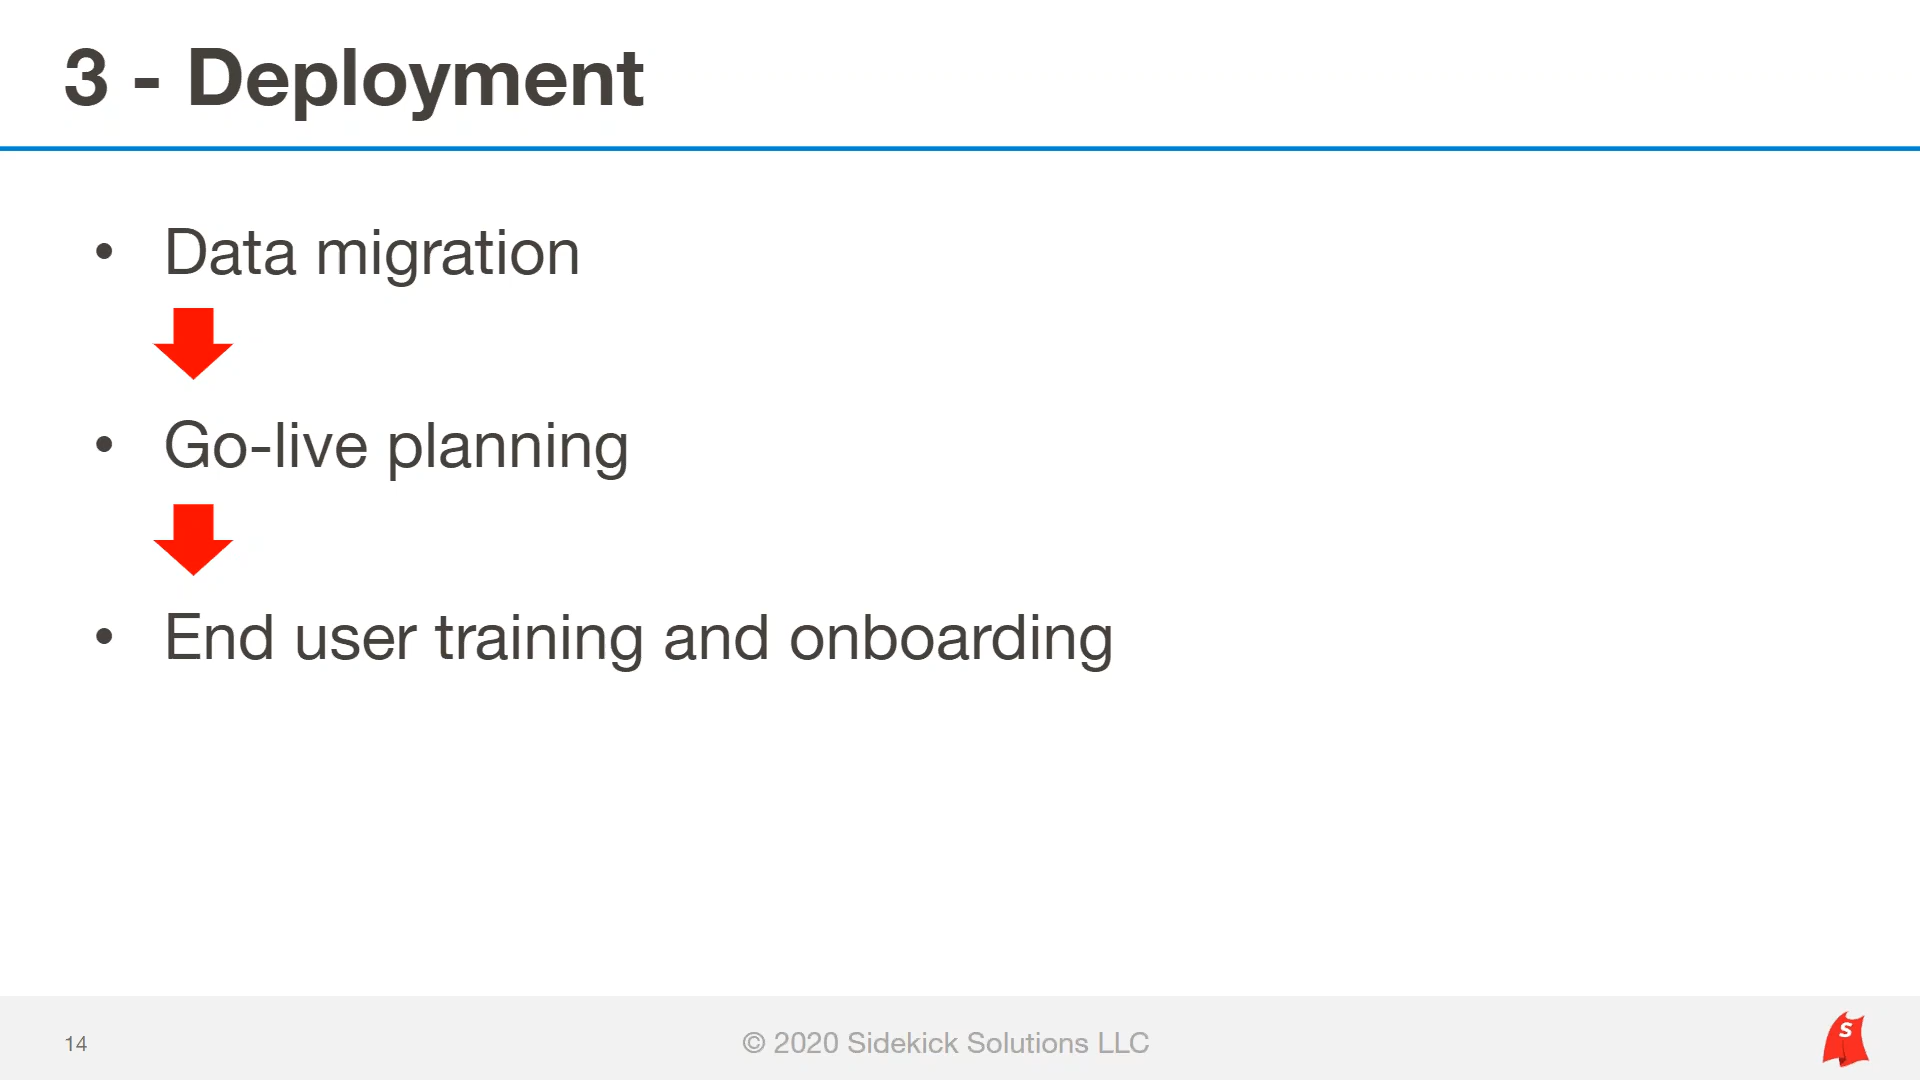 3 - Deployment
• Data migration
• Go-live planning
• End user training and onboarding
14
© 2020 Sidekick Solutions LLC
S